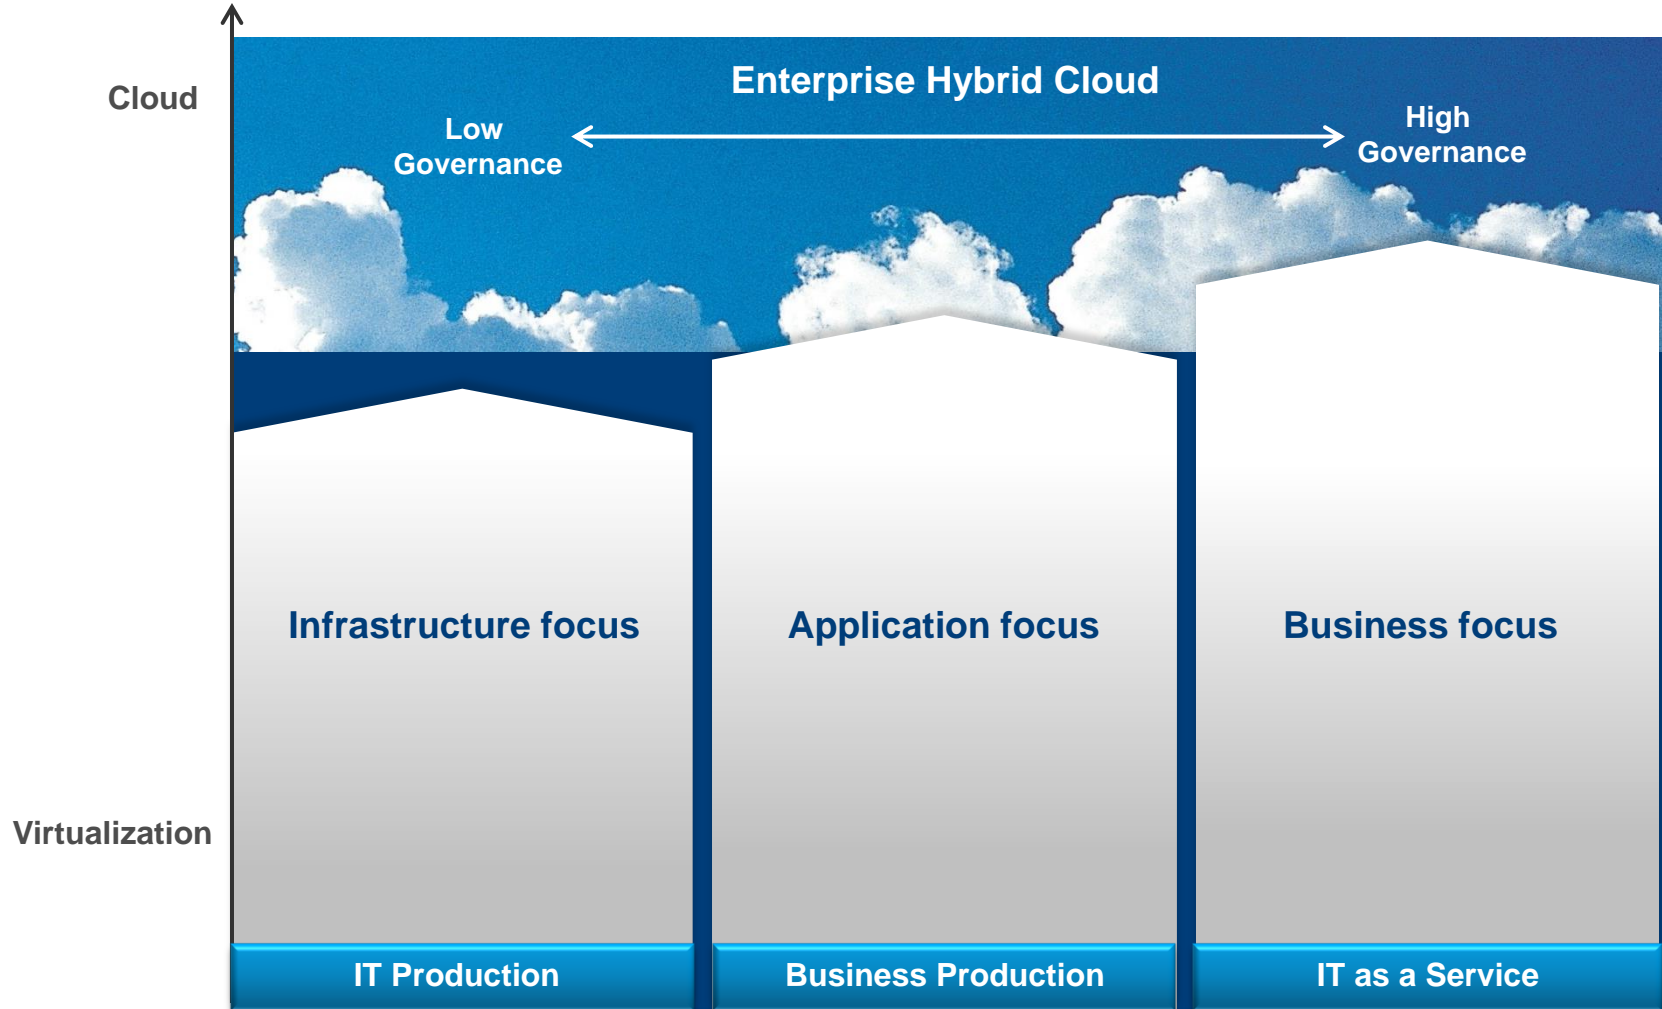 Cloud
Enterprise Hybrid Cloud
Low
Governance
High
Governance
Infrastructure focus
Application focus
Business focus
Virtualization
IT Production
Business Production
IT as a Service